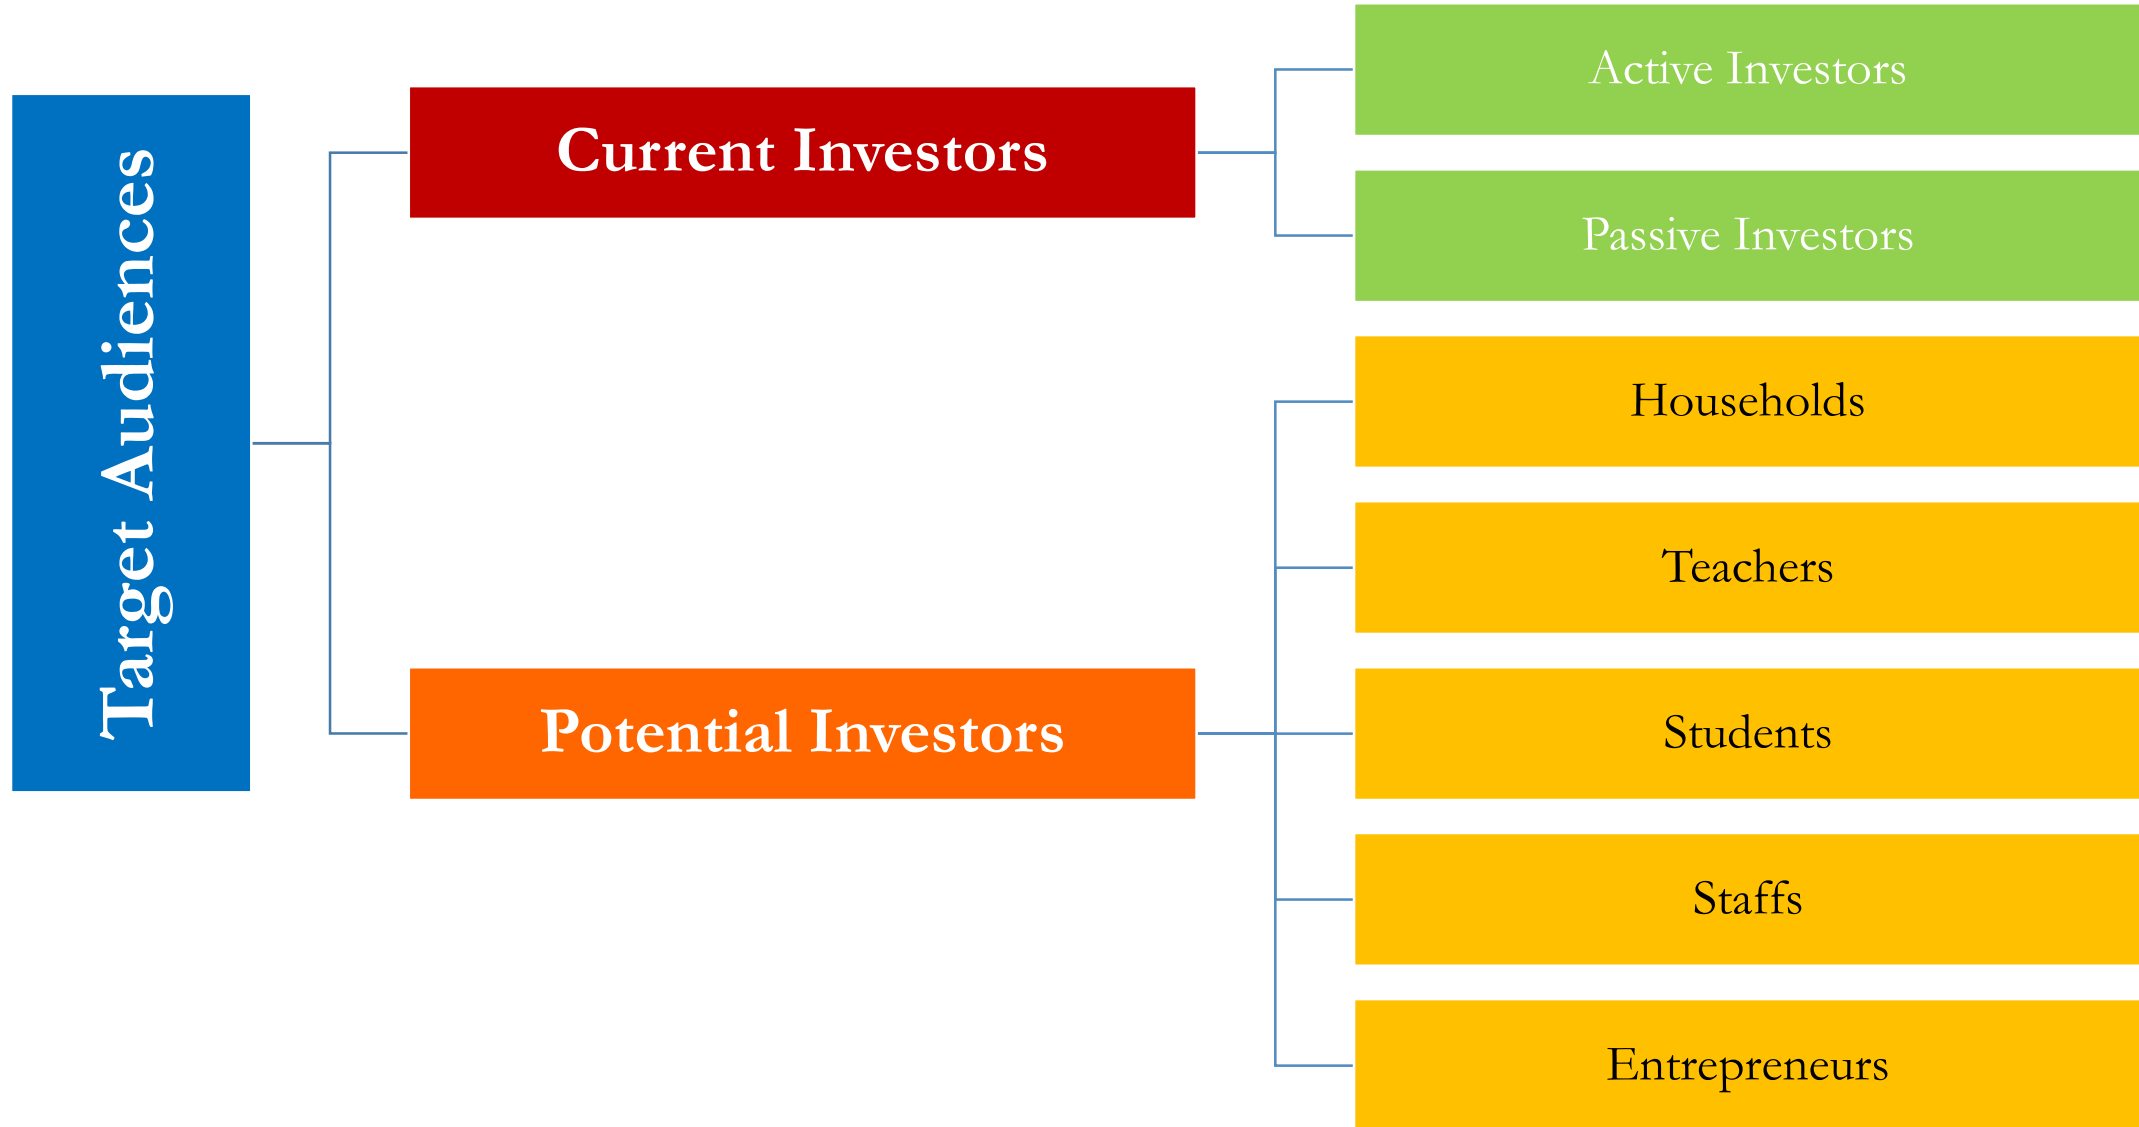 Target Audiences
Current Investors
Active Investors
Passive Investors
Potential Investors
Households
Teachers
Students
Staffs
Entrepreneurs